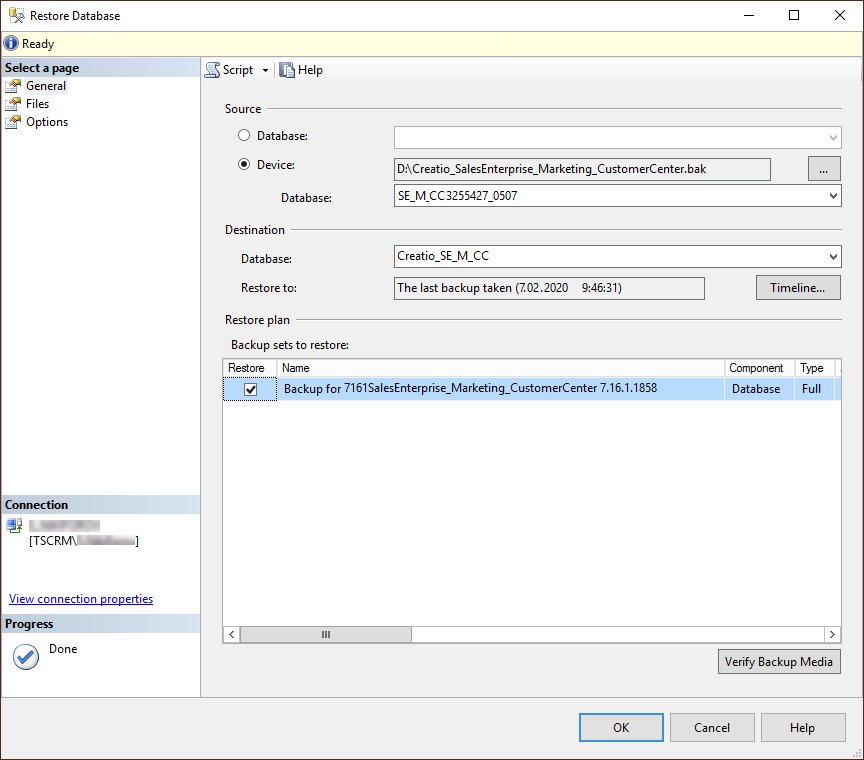 Restore Database
Ready
Select a page
General
Files
Options
Script
Help
Source
Database:
Device:
D:\Creatio_SalesEnterprise_Marketing_CustomerCenter.bak
...
Database:
SE_M_CC3255427_0507
Destination
Database:
Creatio_SE_M_CC
Restore to:
The last backup taken (7.02.2020 9:46:31)
Timeline...
Restore plan
Backup sets to restore:
Restore Name Component Type
Backup for 7161SalesEnterprise_Marketing_CustomerCenter 7.16.1.1858 Database Full
Connection
[TSCRM\ ]
View connection properties
Progress
Done
Verify Backup Media
OK Cancel Help